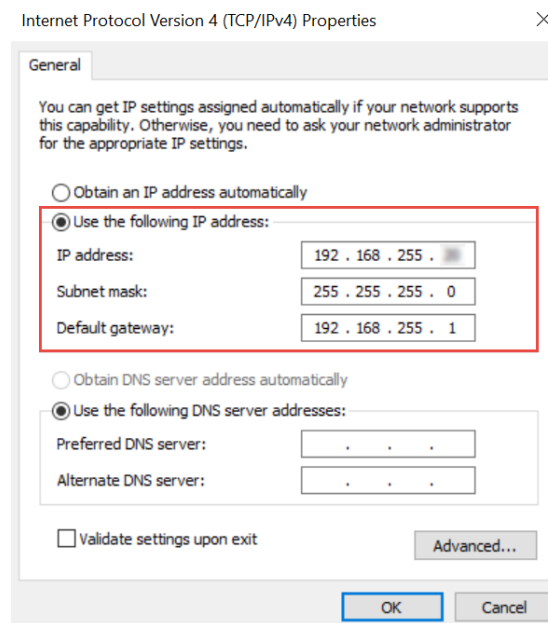 Internet Protocol Version 4 (TCP/IPv4) Properties
General
You can get IP settings assigned automatically if your network supports
this capability. Otherwise, you need to ask your network administrator
for the appropriate IP settings.
Obtain an IP address automatically
Use the following IP address:
IP address: 192 . 168 . 255 .
Subnet mask: 255 . 255 . 255 . 0
Default gateway: 192 . 168 . 255 . 1
Obtain DNS server address automatically
Use the following DNS server addresses:
Preferred DNS server: . . .
Alternate DNS server: . . .
Validate settings upon exit
Advanced...
OK Cancel